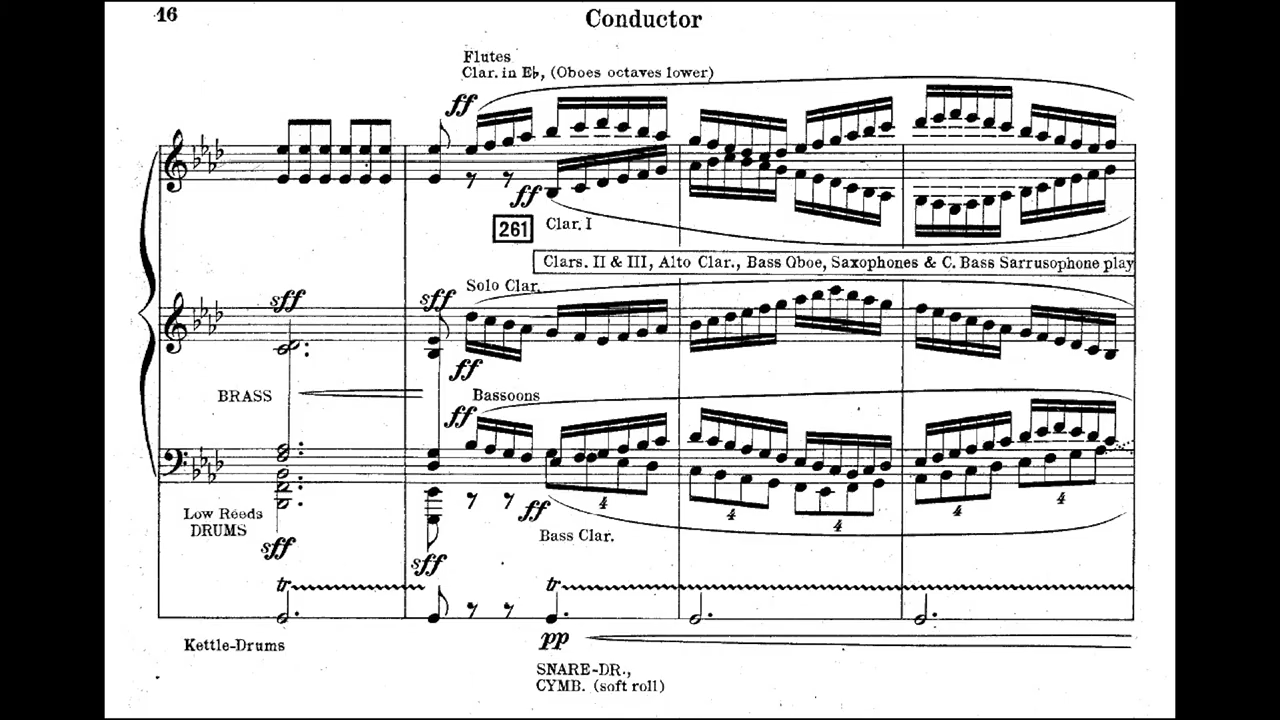 16
Conductor
Flutes
Clar. in E♭, (Oboes octaves lower)
ff
ff
261
Clar. I
Clars. II & III, Alto Clar., Bass Oboe, Saxophones & C. Bass Sarrusophone play
sff
sff
Solo Clar.
ff
BRASS
Bassoons
ff
4
4
4
4
4
Low Reeds
DRUMS
ff
Bass Clar.
sff
sff
tr
tr
Kettle-Drums
pp
SNARE-DR.,
CYMB. (soft roll)